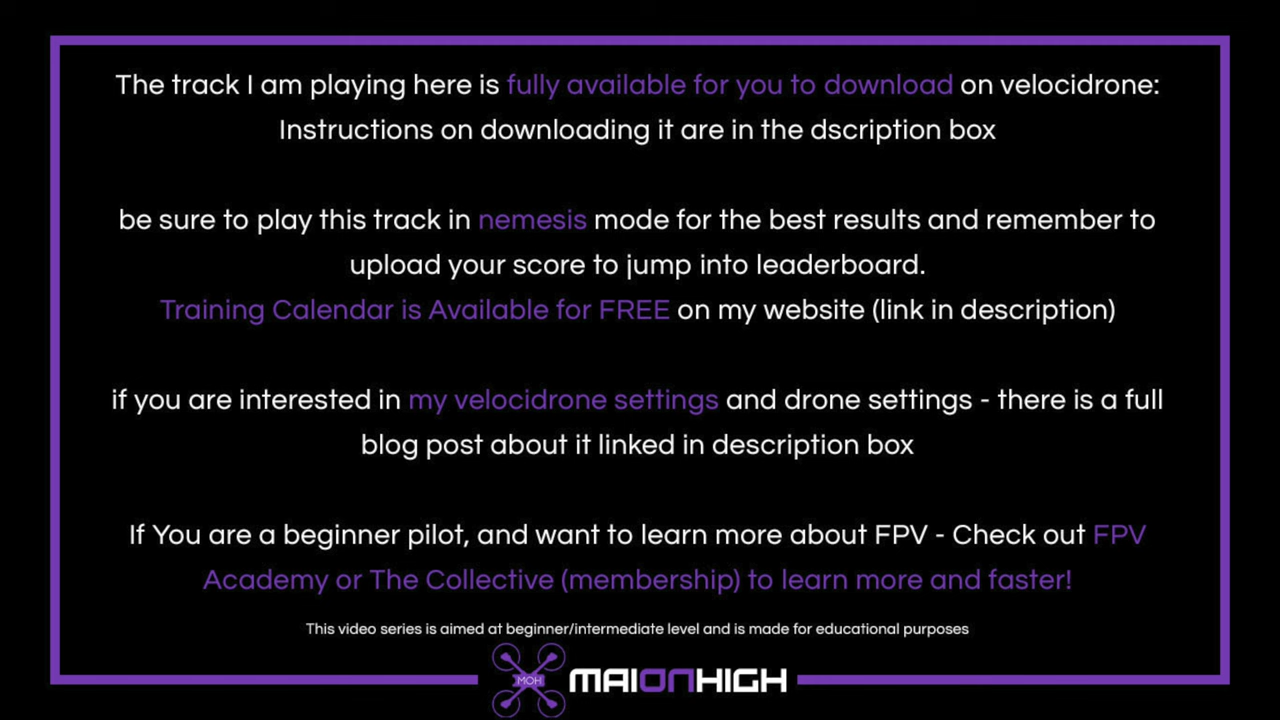 The track I am playing here is fully available for you to download on velocidrone:
Instructions on downloading it are in the dscription box
be sure to play this track in nemesis mode for the best results and remember to
upload your score to jump into leaderboard.
Training Calendar is Available for FREE on my website (link in description)
if you are interested in my velocidrone settings and drone settings - there is a full
blog post about it linked in description box
If You are a beginner pilot, and want to learn more about FPV - Check out FPV
Academy or The Collective (membership) to learn more and faster!
This video series is aimed at beginner/intermediate level and is made for educational purposes
MOH MAIONHIGH